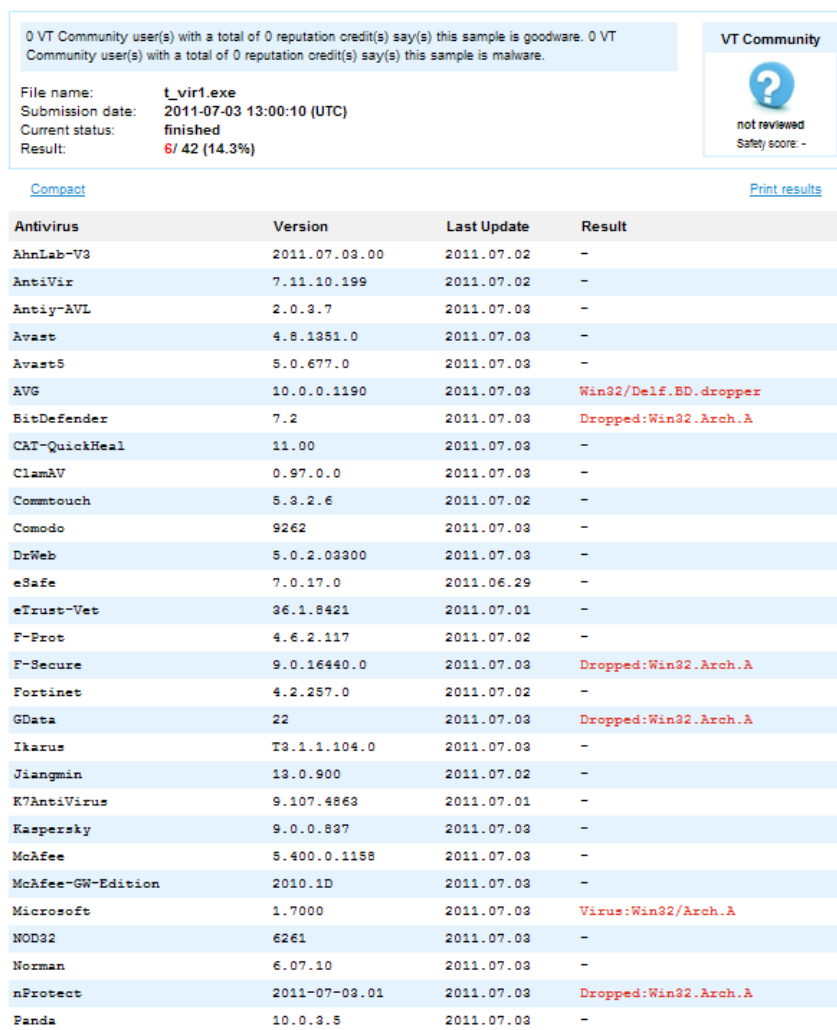 0 VT Community user(s) with a total of 0 reputation credit(s) say(s) this sample is goodware. 0 VT
Community user(s) with a total of 0 reputation credit(s) say(s) this sample is malware.
VT Community
not reviewed
Safety score: -
File name: t_vir1.exe
Submission date: 2011-07-03 13:00:10 (UTC)
Current status: finished
Result: 6/ 42 (14.3%)
Compact Print results
Antivirus Version Last Update Result
AhnLab-V3 2011.07.03.00 2011.07.02 -
AntiVir 7.11.10.199 2011.07.02 -
Antiy-AVL 2.0.3.7 2011.07.03 -
Avast 4.8.1351.0 2011.07.03 -
Avast5 5.0.677.0 2011.07.03 -
AVG 10.0.0.1190 2011.07.03 Win32/Delf.BD.dropper
BitDefender 7.2 2011.07.03 Dropped:Win32.Arch.A
CAT-QuickHeal 11.00 2011.07.03 -
ClamAV 0.97.0.0 2011.07.03 -
Commtouch 5.3.2.6 2011.07.02 -
Comodo 9262 2011.07.03 -
DrWeb 5.0.2.03300 2011.07.03 -
eSafe 7.0.17.0 2011.06.29 -
eTrust-Vet 36.1.8421 2011.07.01 -
F-Prot 4.6.2.117 2011.07.02 -
F-Secure 9.0.16440.0 2011.07.03 Dropped:Win32.Arch.A
Fortinet 4.2.257.0 2011.07.02 -
GData 22 2011.07.03 Dropped:Win32.Arch.A
Ikarus T3.1.1.104.0 2011.07.03 -
Jiangmin 13.0.900 2011.07.02 -
K7AntiVirus 9.107.4863 2011.07.01 -
Kaspersky 9.0.0.837 2011.07.03 -
McAfee 5.400.0.1158 2011.07.03 -
McAfee-GW-Edition 2010.1D 2011.07.03 -
Microsoft 1.7000 2011.07.03 Virus:Win32/Arch.A
NOD32 6261 2011.07.03 -
Norman 6.07.10 2011.07.03 -
nProtect 2011-07-03.01 2011.07.03 Dropped:Win32.Arch.A
Panda 10.0.3.5 2011.07.03 -